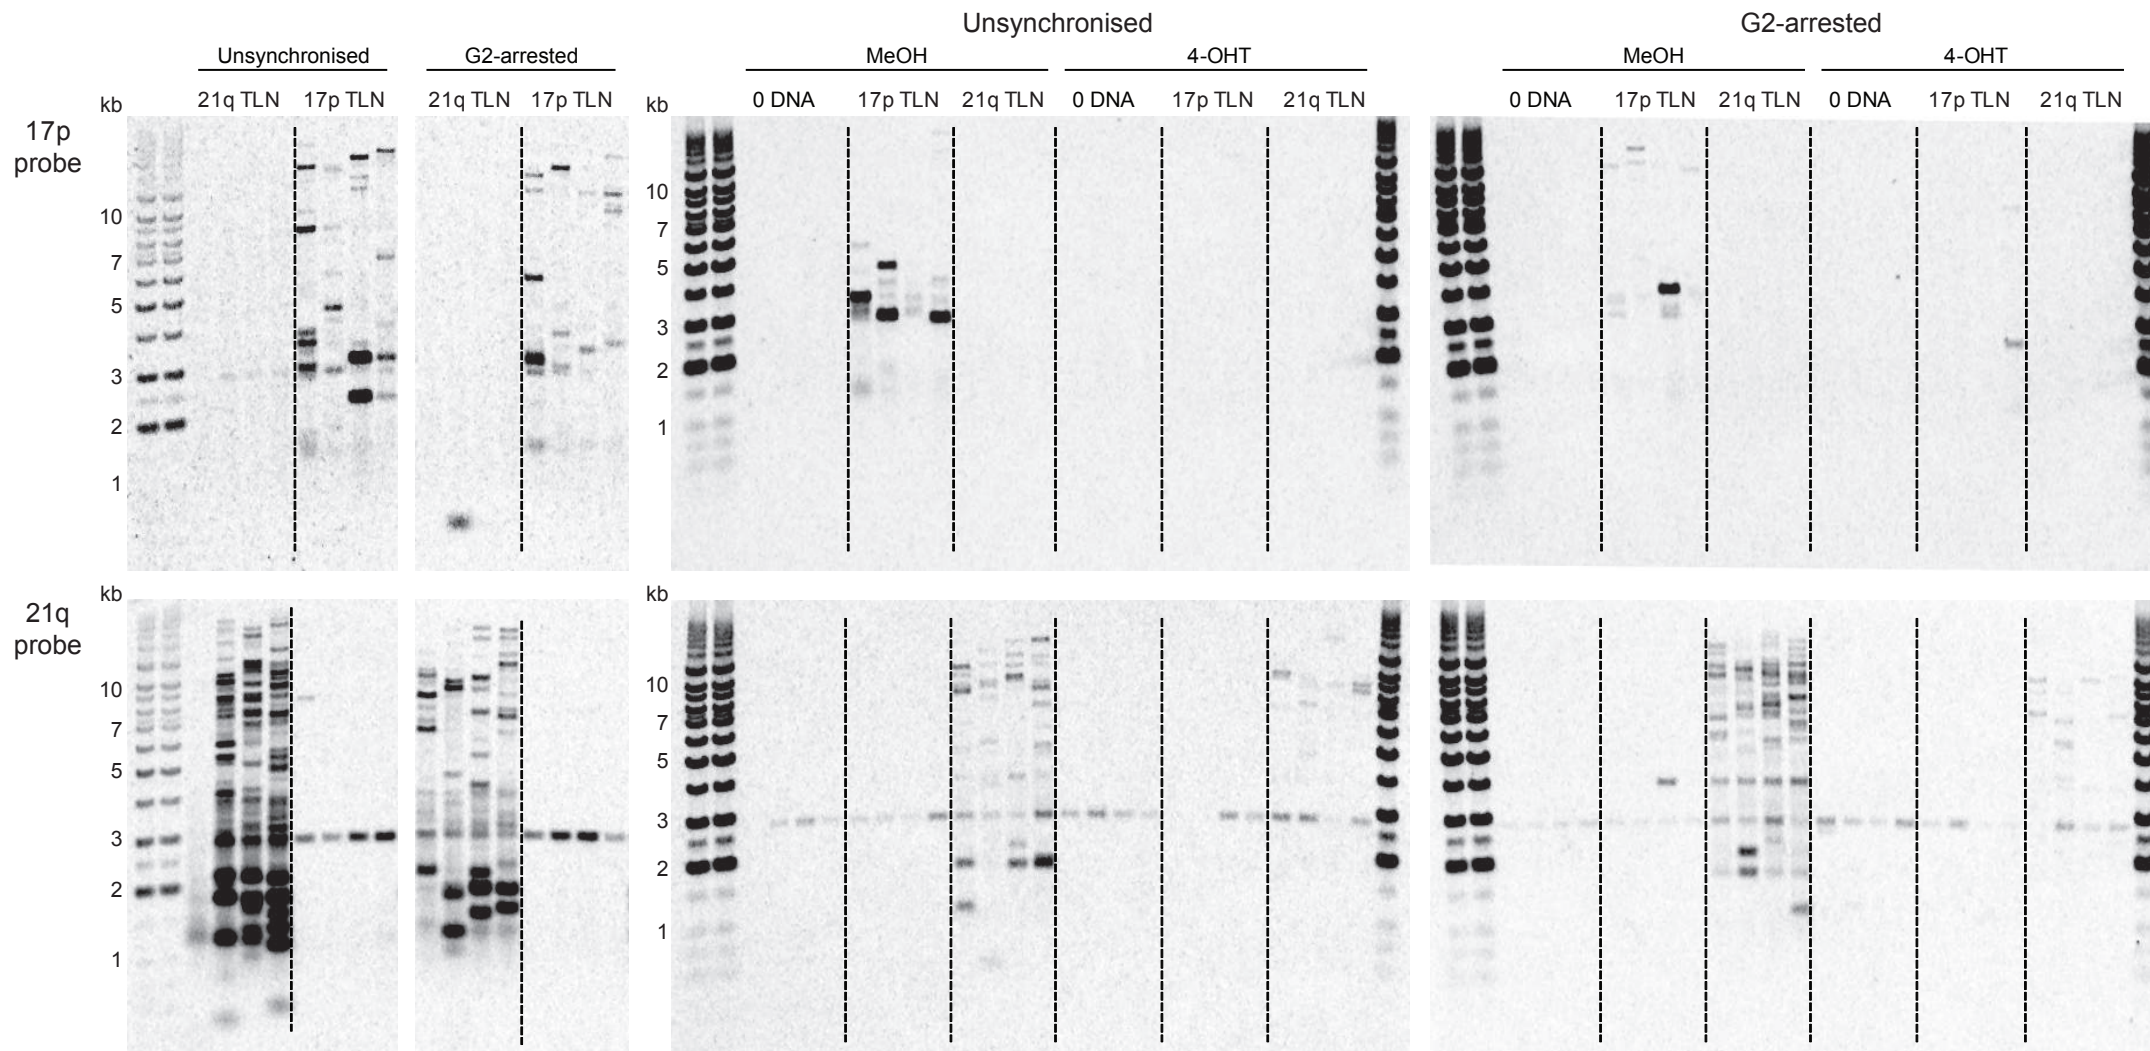 Unsynchronised G2-arrested
Unsynchronised G2-arrested MeOH 4-OHT MeOH 4-OHT
kb 21q TLN 17p TLN 21q TLN 17p TLN kb 0 DNA 17p TLN 21q TLN 0 DNA 17p TLN 21q TLN 0 DNA 17p TLN 21q TLN 0 DNA 17p TLN 21q TLN
17p
probe
10 10
7 7
5 5
3 3
2 2
1 1
kb kb
21q
probe
10 10
7 7
5 5
3 3
2 2
1 1